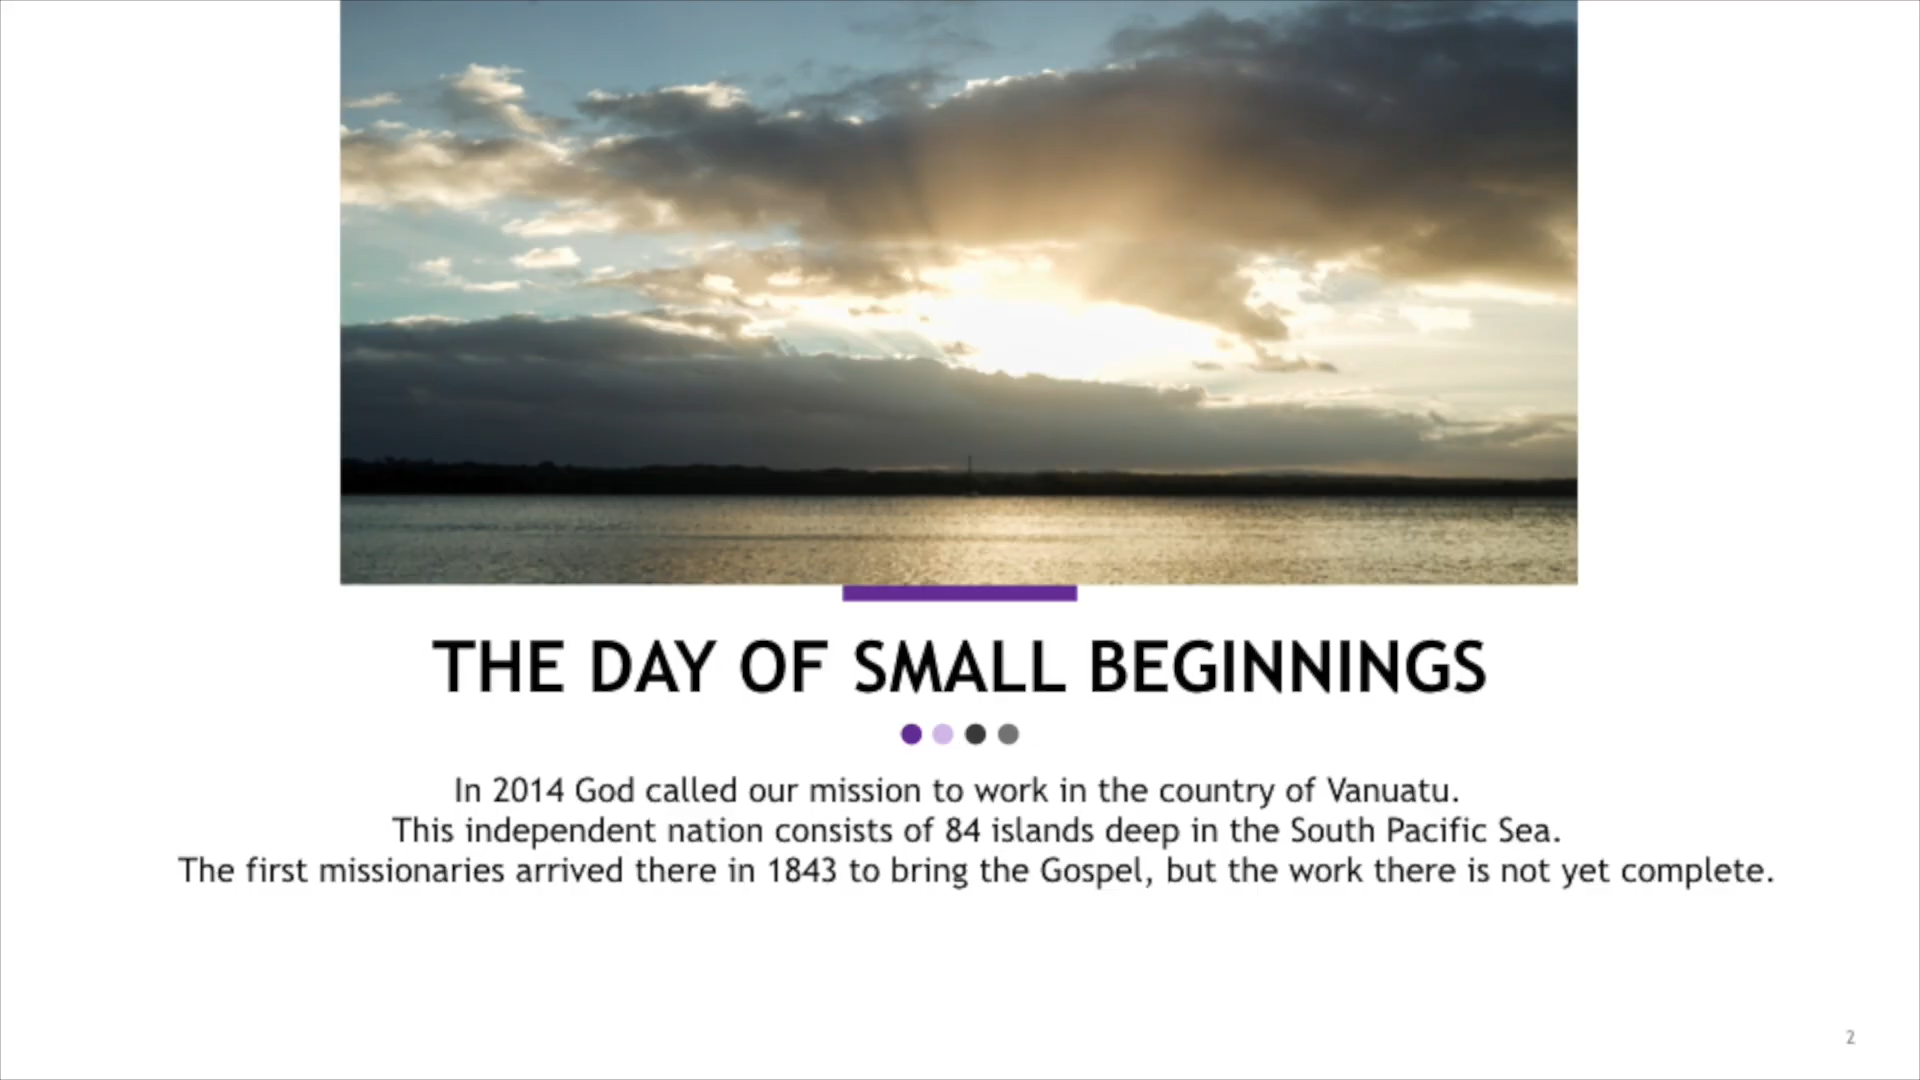 THE DAY OF SMALL BEGINNINGS
In 2014 God called our mission to work in the country of Vanuatu.
This independent nation consists of 84 islands deep in the South Pacific Sea.
The first missionaries arrived there in 1843 to bring the Gospel, but the work there is not yet complete.
2